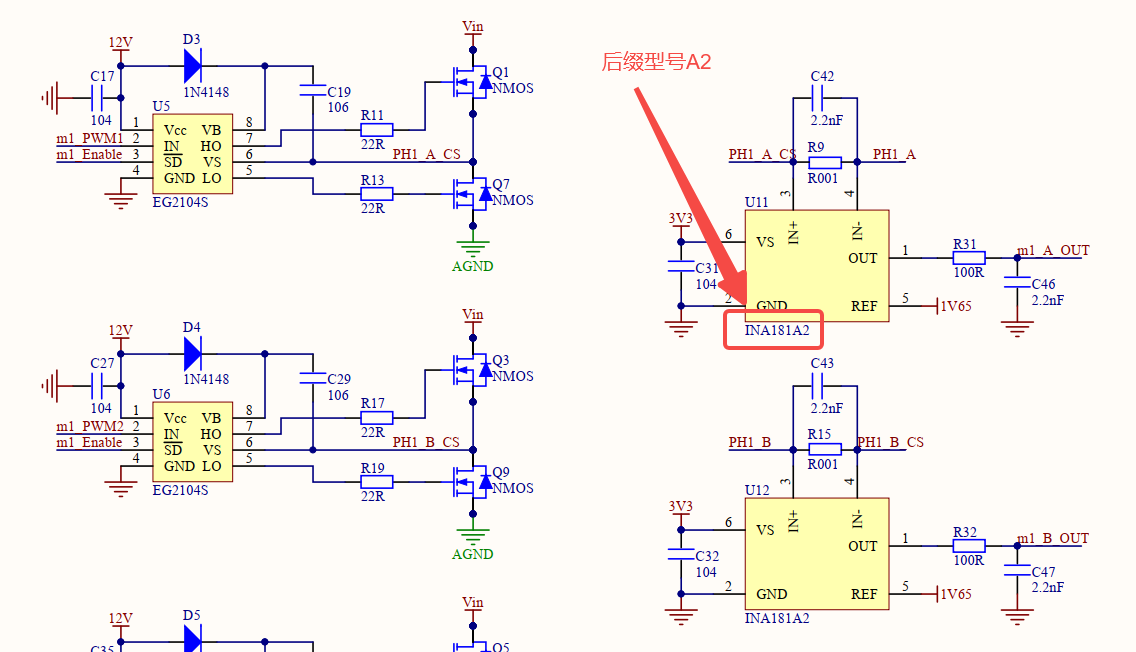 Vin
12V
D3
1N4148
C17
104
U5
C19
106
Q1
NMOS
R11
22R
1
2
3
4
Vcc
IN
SD
GND
VB
HO
VS
LO
8
7
6
5
m1_PWM1
m1_Enable
EG2104S
PH1_A_CS
R13
22R
Q7
NMOS
AGND
后缀型号A2
C42
2.2nF
PH1_A_CS
R9
R001
PH1_A
3
4
U11
3V3
6
VS
IN+
IN-
OUT
1
R31
100R
m1_A_OUT
C31
104
C46
2.2nF
2
GND
REF
5
1V65
INA181A2
Vin
12V
D4
1N4148
C27
104
U6
C29
106
Q3
NMOS
R17
22R
1
2
3
4
Vcc
IN
SD
GND
VB
HO
VS
LO
8
7
6
5
m1_PWM2
m1_Enable
EG2104S
PH1_B_CS
R19
22R
Q9
NMOS
AGND
C43
2.2nF
PH1_B
R15
R001
PH1_B_CS
3
4
U12
3V3
6
VS
IN+
IN-
OUT
1
R32
100R
m1_B_OUT
C32
104
C47
2.2nF
2
GND
REF
5
1V65
INA181A2
Vin
12V
D5
C35
Q5